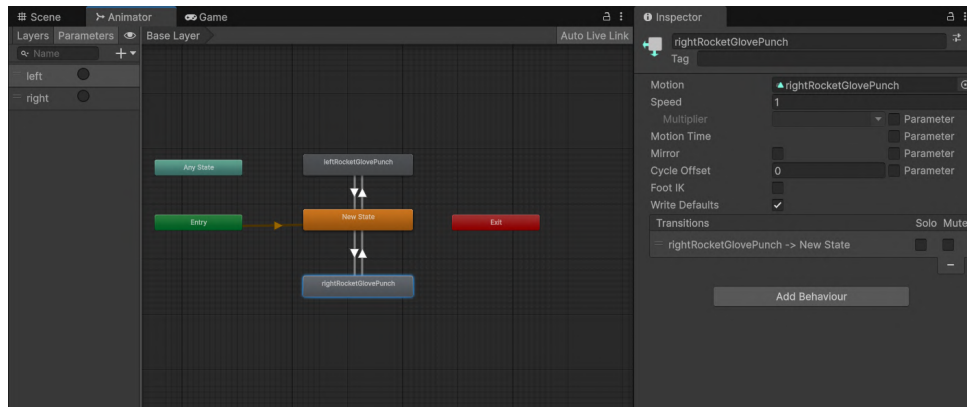 Scene Animator Game
Layers Parameters Base Layer Auto Live Link
Name
left
right
Any State
leftRocketGlovePunch
Entry
New State
Exit
rightRocketGlovePunch
Inspector
rightRocketGlovePunch
Tag
Motion rightRocketGlovePunch
Speed 1
Multiplier Parameter
Motion Time Parameter
Mirror Parameter
Cycle Offset 0 Parameter
Foot IK
Write Defaults
Transitions Solo Mute
rightRocketGlovePunch -> New State
Add Behaviour